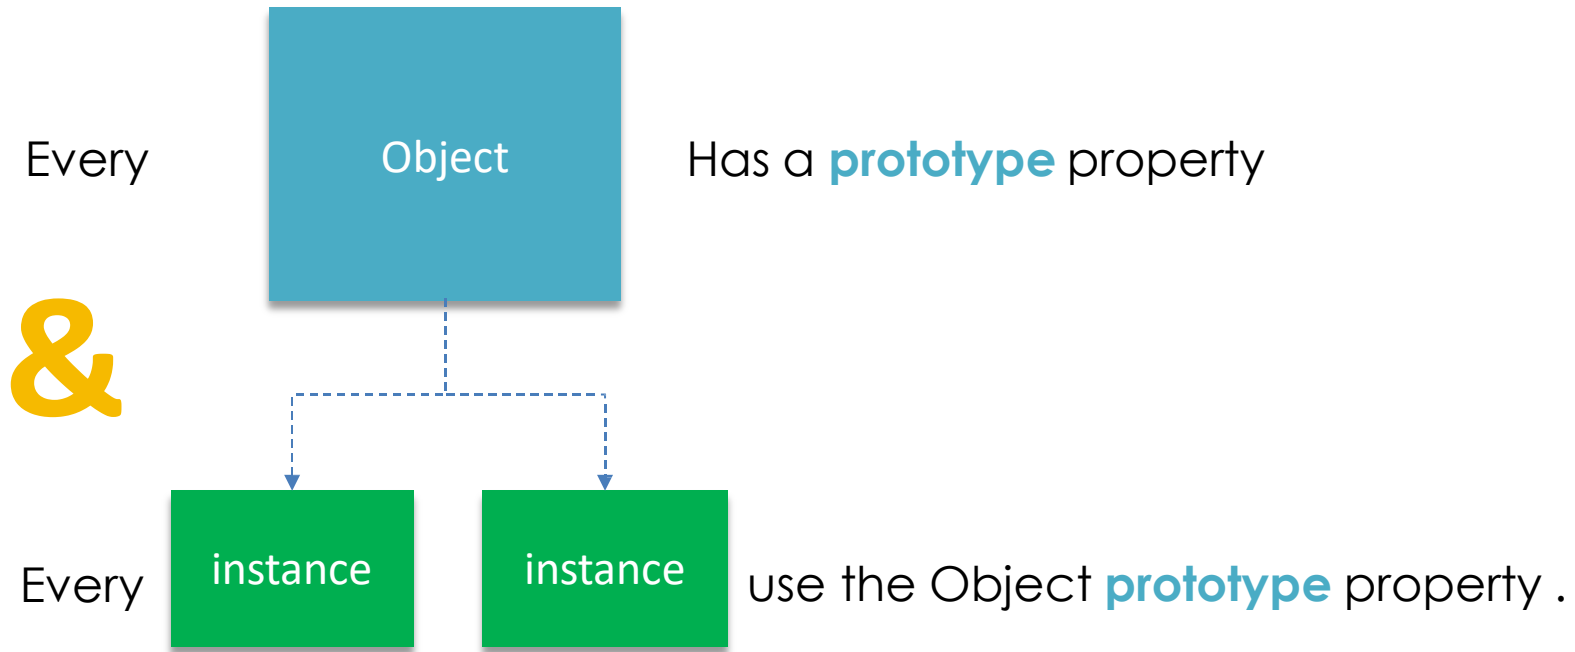 Every Object Has a prototype property
&
Every instance instance use the Object prototype property .